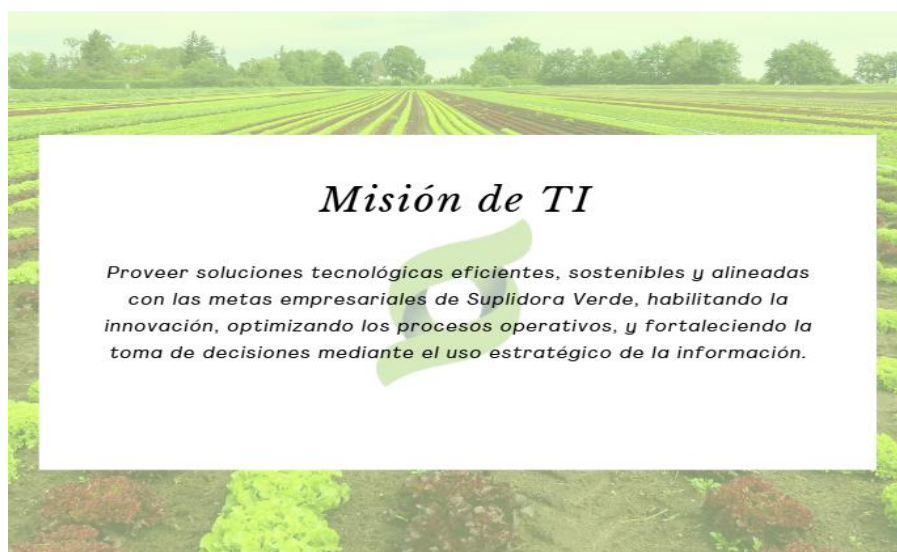 Misión de TI
Proveer soluciones tecnológicas eficientes, sostenibles y alineadas
con las metas empresariales de Suplidora Verde, habilitando la
innovación, optimizando los procesos operativos, y fortaleciendo la
toma de decisiones mediante el uso estratégico de la información.